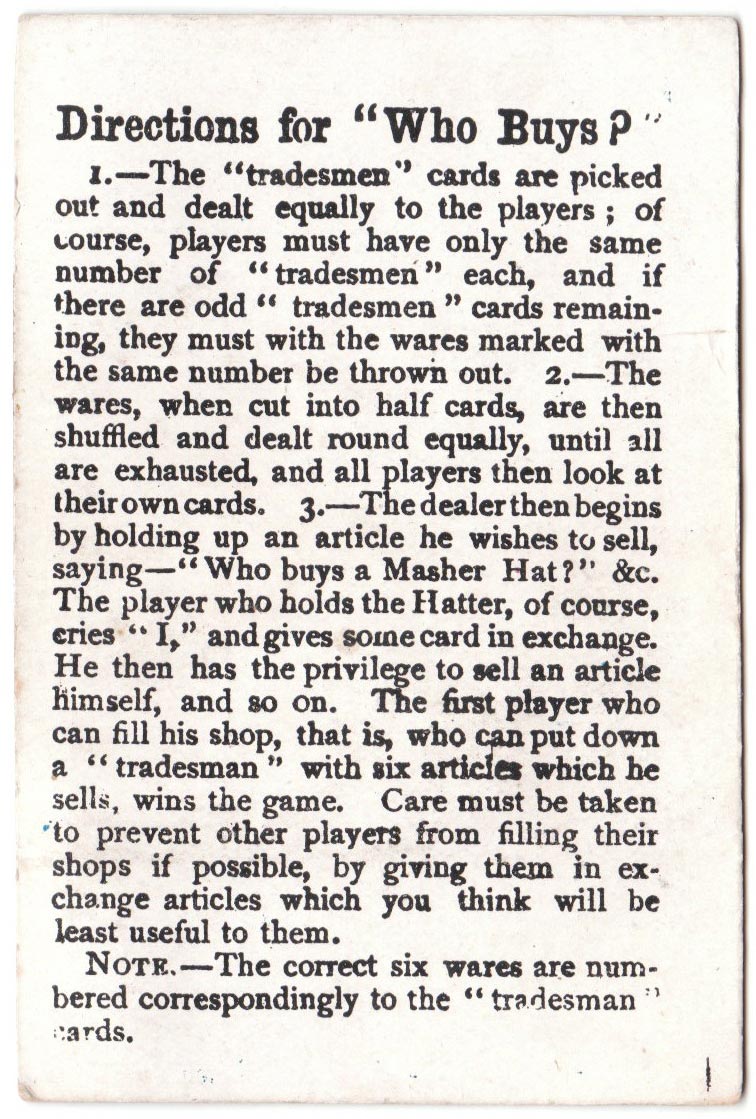 Directions for "Who Buys?"
1.—The "tradesmen" cards are picked
out and dealt equally to the players ; of
course, players must have only the same
number of "tradesmen" each, and if
there are odd " tradesmen " cards remain-
ing, they must with the wares marked with
the same number be thrown out. 2.—The
wares, when cut into half cards, are then
shuffled and dealt round equally, until all
are exhausted, and all players then look at
their own cards. 3.—The dealer then begins
by holding up an article he wishes to sell,
saying—"Who buys a Masher Hat?" &c.
The player who holds the Hatter, of course,
cries "I," and gives some card in exchange.
He then has the privilege to sell an article
himself, and so on. The first player who
can fill his shop, that is, who can put down
a "tradesman" with six articles which he
sells, wins the game. Care must be taken
to prevent other players from filling their
shops if possible, by giving them in ex-
change articles which you think will be
least useful to them.
NOTE.—The correct six wares are num-
bered correspondingly to the "tradesman"
cards.